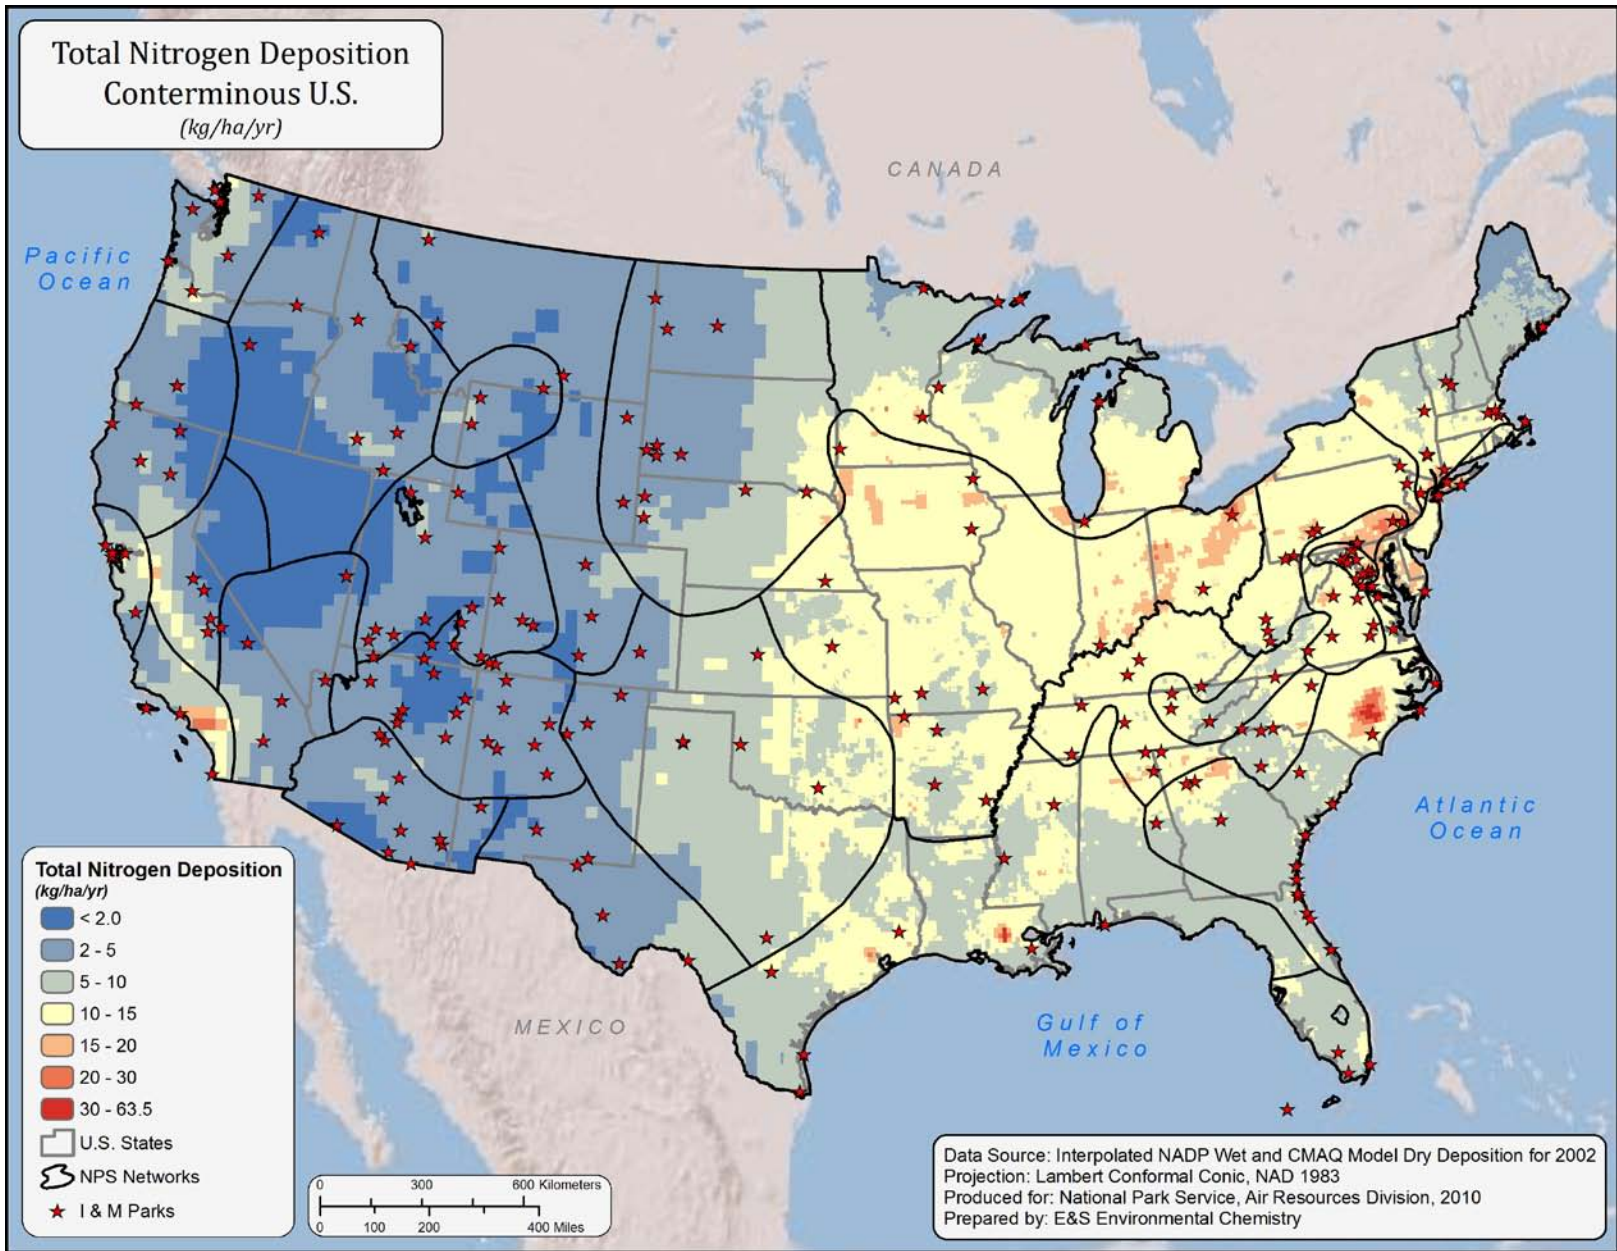 Total Nitrogen Deposition
Conterminous U.S.
(kg/ha/yr)
CANADA
Pacific
Ocean
Atlantic
Ocean
MEXICO
Gulf of
Mexico
Total Nitrogen Deposition
(kg/ha/yr)
< 2.0
2 - 5
5 - 10
10 - 15
15 - 20
20 - 30
30 - 63.5
U.S. States
NPS Networks
I & M Parks
0 300 600 Kilometers
0 100 200 400 Miles
Data Source: Interpolated NADP Wet and CMAQ Model Dry Deposition for 2002
Projection: Lambert Conformal Conic, NAD 1983
Produced for: National Park Service, Air Resources Division, 2010
Prepared by: E&S Environmental Chemistry